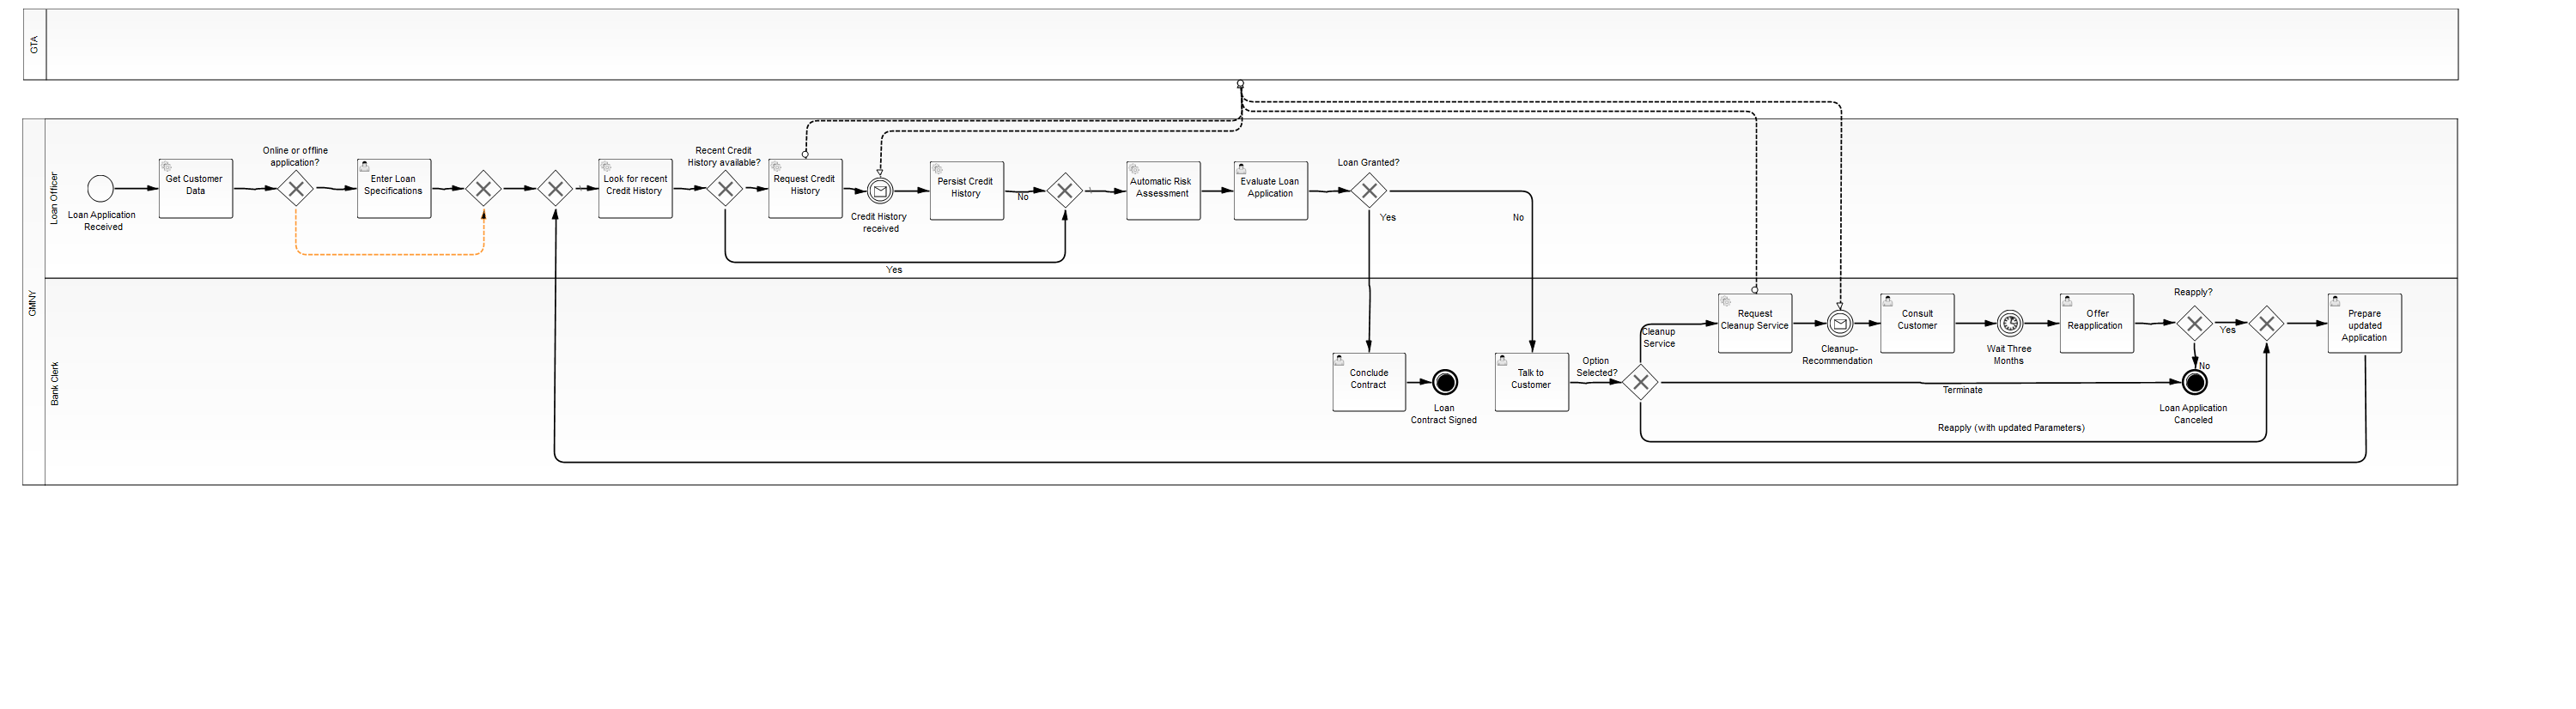 GTA
GMNY
Loan Officer
Bank Clerk
Loan Application
Received
Get Customer
Data
Online or offline
application?
Enter Loan
Specifications
Look for recent
Credit History
Recent Credit
History available?
Request Credit
History
Credit History
received
Persist Credit
History
No
Yes
Automatic Risk
Assessment
Evaluate Loan
Application
Loan Granted?
Yes
No
Conclude
Contract
Loan
Contract Signed
Talk to
Customer
Option
Selected?
Cleanup
Service
Request
Cleanup Service
Cleanup-
Recommendation
Consult
Customer
Wait Three
Months
Offer
Reapplication
Reapply?
Yes
No
Terminate
Loan Application
Canceled
Reapply (with updated Parameters)
Prepare
updated
Application